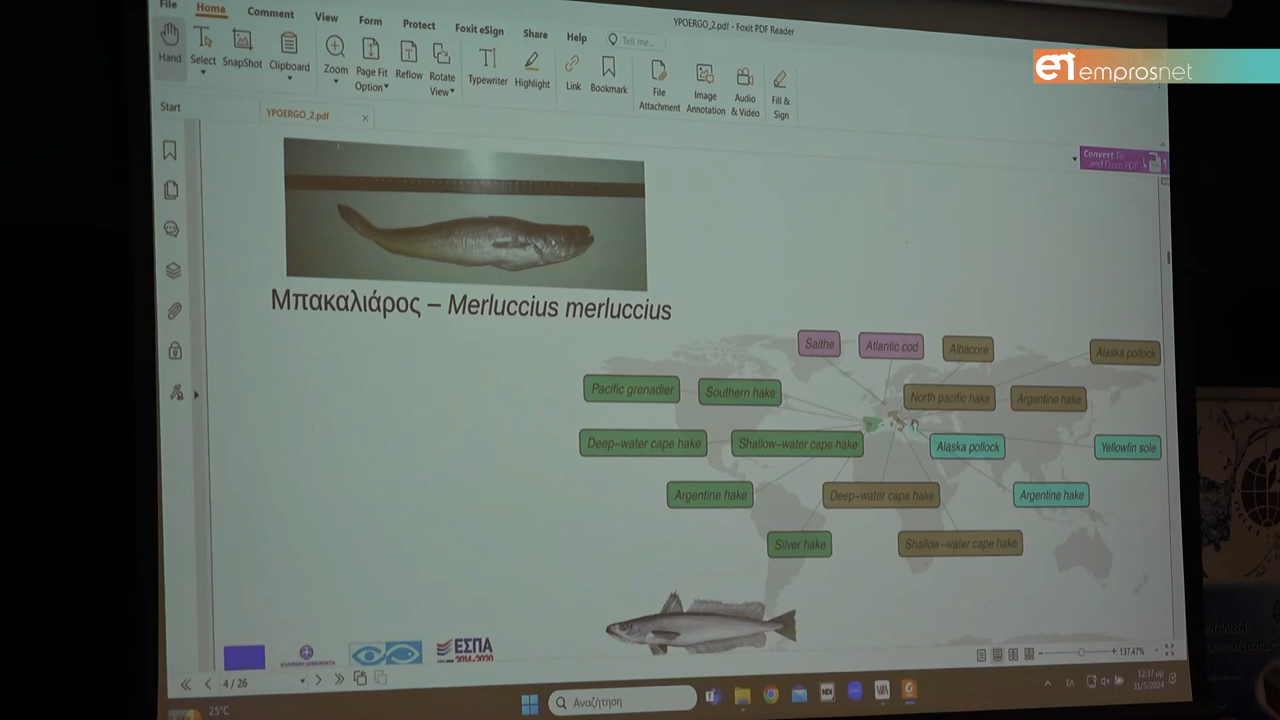 File Home Comment View Form Protect Foxit eSign Share Help Tell me..
YPOERGO_2.pdf - Foxit PDF Reader
Hand Select SnapShot Clipboard Zoom Page Fit Option Reflow Rotate View Typewriter Highlight Link Bookmark File Attachment Image Annotation Audio & Video Fill & Sign
en emprosnet
Start YPOERGO_2.pdf
Convert to
and From PDF
Μπακαλιάρος – Merluccius merluccius
Saithe Atlantic cod Albacore Alaska pollock
Pacific grenadier Southern hake North pacific hake Argentine hake
Deep-water cape hake Shallow-water cape hake Alaska pollock Yellowfin sole
Argentine hake Deep-water cape hake Argentine hake
Silver hake Shallow-water cape hake
ΕΛΛΗΝΙΚΗ ΔΗΜΟΚΡΑΤΙΑ
ΕΣΠΑ
2014-2020
4 / 26
137.47%
25°C
Αναζήτηση
NDI
ΕΛ
12:37 μμ
31/5/2024